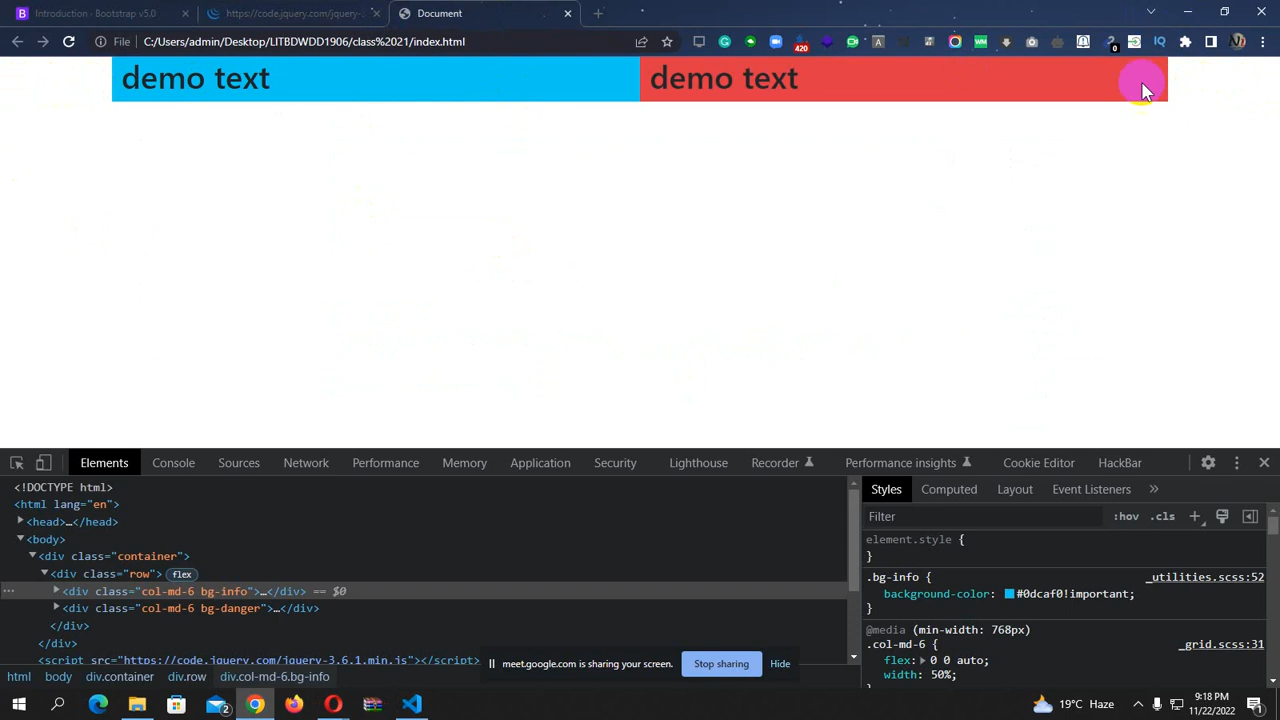 Introduction - Bootstrap v5.0
https://code.jquery.com/jquery-3
Document
File
C:/Users/admin/Desktop/LITBDWDD1906/class%2021/index.html
420
WM
0
IQ
demo text
demo text
Elements
Console
Sources
Network
Performance
Memory
Application
Security
Lighthouse
Recorder
Performance insights
Cookie Editor
HackBar
<!DOCTYPE html>
<html lang="en">
<head>…</head>
<body>
<div class="container">
<div class="row"> flex
<div class="col-md-6 bg-info">…</div> == $0
<div class="col-md-6 bg-danger">…</div>
</div>
</div>
<script src="https://code.jquery.com/jquery-3.6.1.min.js"></script>
html body div.container div.row div.col-md-6.bg-info
Styles
Computed
Layout
Event Listeners
Filter
:hov .cls
element.style {
}
.bg-info {
_utilities.scss:52
background-color: #0dcaf0!important;
}
@media (min-width: 768px)
.col-md-6 {
_grid.scss:31
flex: 0 0 auto;
width: 50%;
meet.google.com is sharing your screen.
Stop sharing
Hide
2
19°C Haze
9:18 PM
11/22/2022
1